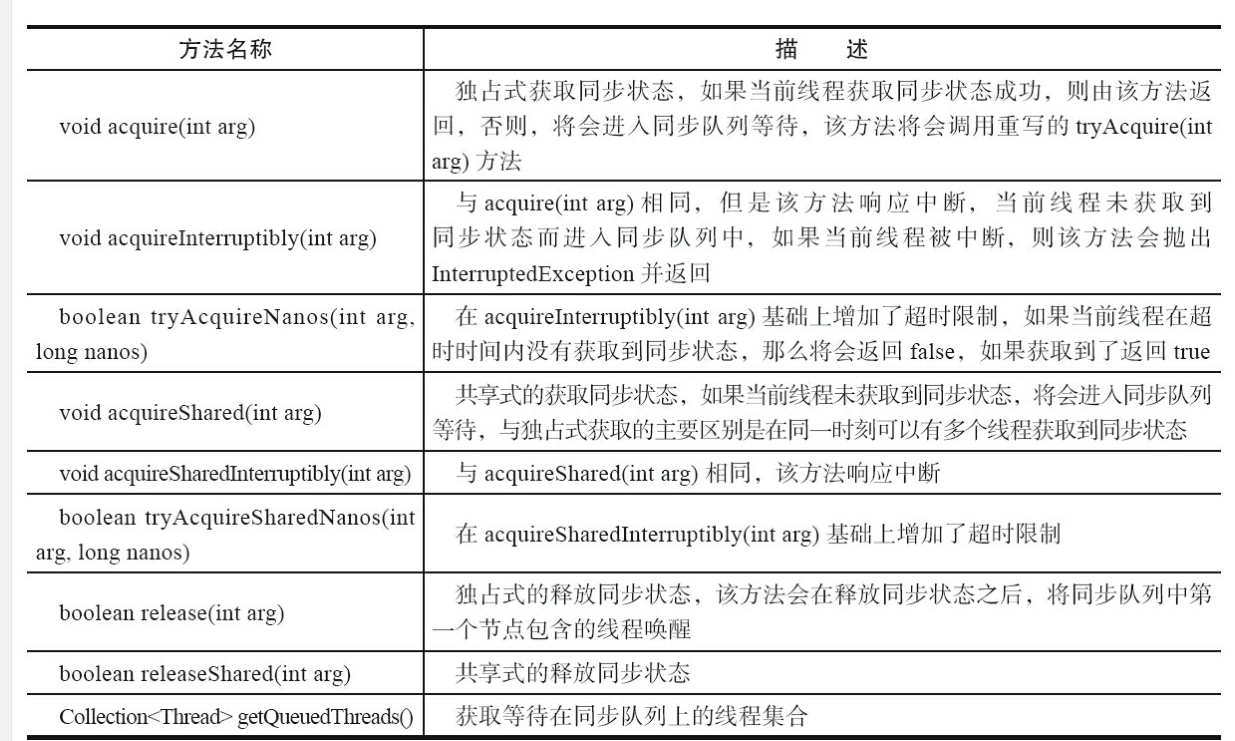 方法名称 描 述
void acquire(int arg)
独占式获取同步状态，如果当前线程获取同步状态成功，则由该方法返
回，否则，将会进入同步队列等待，该方法将会调用重写的 tryAcquire(int
arg) 方法
void acquireInterruptibly(int arg)
与 acquire(int arg) 相同，但是该方法响应中断，当前线程未获取到
同步状态而进入同步队列中，如果当前线程被中断，则该方法会抛出
InterruptedException 并返回
boolean tryAcquireNanos(int arg,
long nanos)
在 acquireInterruptibly(int arg) 基础上增加了超时限制，如果当前线程在超
时时间内没有获取到同步状态，那么将会返回 false，如果获取到了返回 true
void acquireShared(int arg)
共享式的获取同步状态，如果当前线程未获取到同步状态，将会进入同步队列
等待，与独占式获取的主要区别是在同一时刻可以有多个线程获取到同步状态
void acquireSharedInterruptibly(int arg)
与 acquireShared(int arg) 相同，该方法响应中断
boolean tryAcquireSharedNanos(int
arg, long nanos)
在 acquireSharedInterruptibly(int arg) 基础上增加了超时限制
boolean release(int arg)
独占式的释放同步状态，该方法会在释放同步状态之后，将同步队列中第
一个节点包含的线程唤醒
boolean releaseShared(int arg)
共享式的释放同步状态
Collection<Thread> getQueuedThreads()
获取等待在同步队列上的线程集合